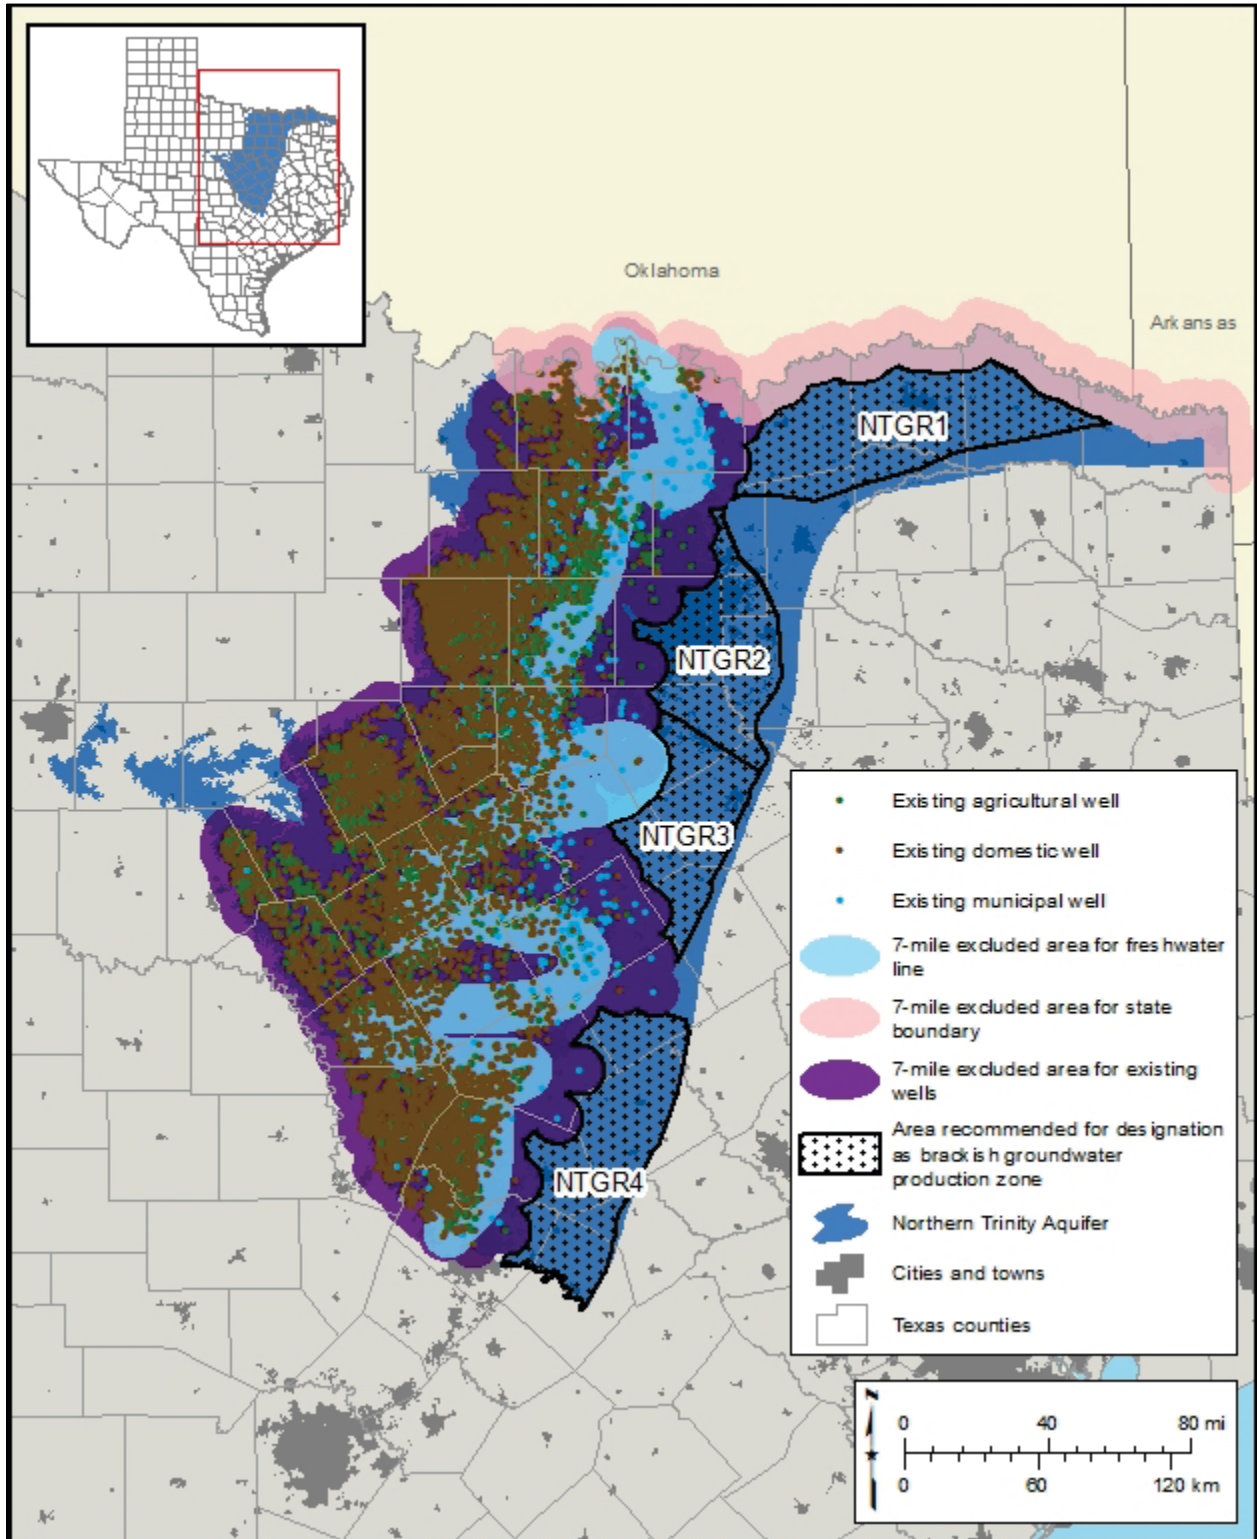 Oklahoma
Arkansas
NTGR1
NTGR2
NTGR3
NTGR4
Existing agricultural well
Existing domestic well
Existing municipal well
7-mile excluded area for freshwater
line
7-mile excluded area for state
boundary
7-mile excluded area for existing
wells
Area recommended for designation
as brackish groundwater
production zone
Northern Trinity Aquifer
Cities and towns
Texas counties
N
0 40 80 mi
0 60 120 km